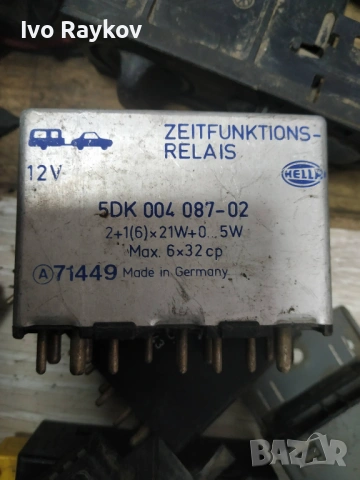 Ivo Raykov
ZEITFUNKTIONS-
RELAIS
12V
HELLA
5DK 004 087-02
2+1(6)×21W+0...5W
Max. 6×32 cp
A 71449 Made in Germany
BAZAR